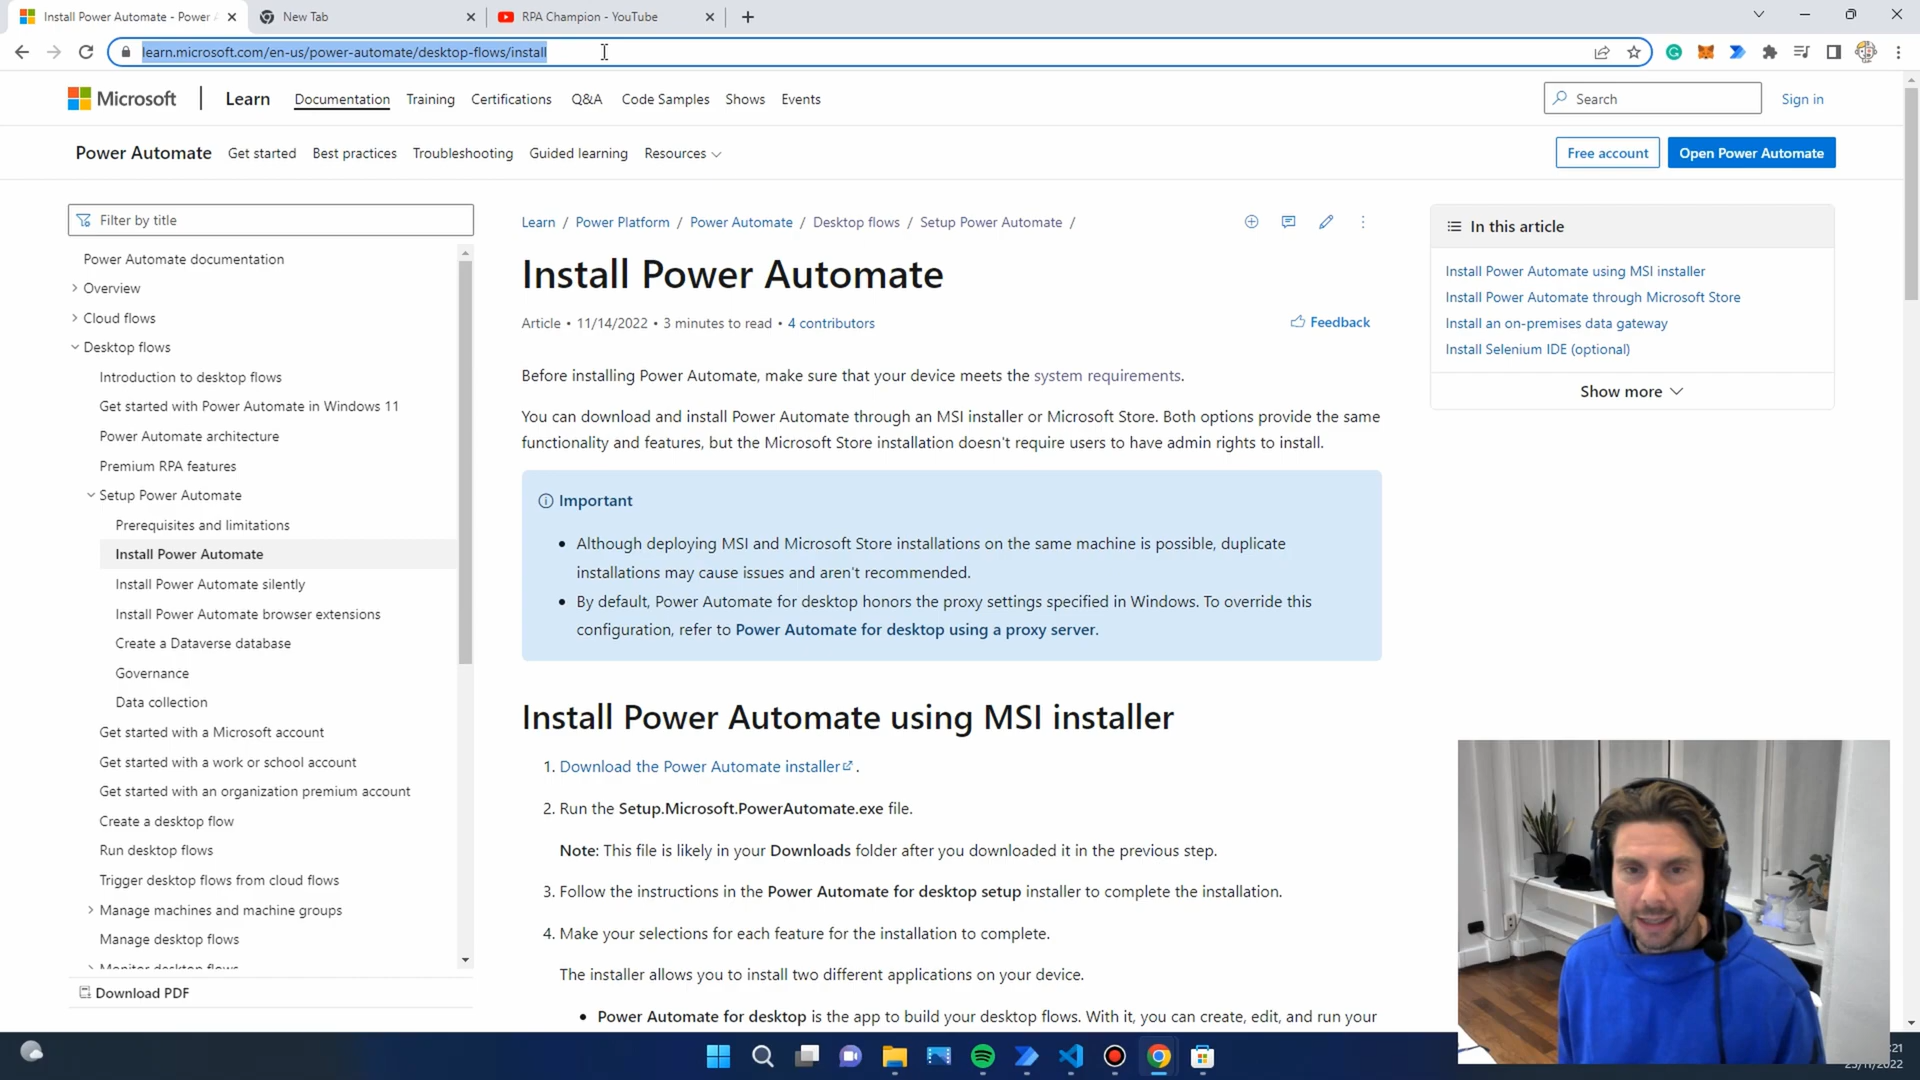 Install Power Automate - Power A
New Tab
RPA Champion - YouTube
learn.microsoft.com/en-us/power-automate/desktop-flows/install
Microsoft
Learn
Documentation
Training
Certifications
Q&A
Code Samples
Shows
Events
Search
Sign in
Power Automate
Get started
Best practices
Troubleshooting
Guided learning
Resources
Free account
Open Power Automate
Filter by title
Power Automate documentation
Overview
Cloud flows
Desktop flows
Introduction to desktop flows
Get started with Power Automate in Windows 11
Power Automate architecture
Premium RPA features
Setup Power Automate
Prerequisites and limitations
Install Power Automate
Install Power Automate silently
Install Power Automate browser extensions
Create a Dataverse database
Governance
Data collection
Get started with a Microsoft account
Get started with a work or school account
Get started with an organization premium account
Create a desktop flow
Run desktop flows
Trigger desktop flows from cloud flows
Manage machines and machine groups
Manage desktop flows
Monitor desktop flows
Download PDF
Learn / Power Platform / Power Automate / Desktop flows / Setup Power Automate /
Install Power Automate
Article • 11/14/2022 • 3 minutes to read • 4 contributors
Feedback
Before installing Power Automate, make sure that your device meets the system requirements.
You can download and install Power Automate through an MSI installer or Microsoft Store. Both options provide the same
functionality and features, but the Microsoft Store installation doesn't require users to have admin rights to install.
Important
• Although deploying MSI and Microsoft Store installations on the same machine is possible, duplicate
installations may cause issues and aren't recommended.
• By default, Power Automate for desktop honors the proxy settings specified in Windows. To override this
configuration, refer to Power Automate for desktop using a proxy server.
Install Power Automate using MSI installer
1. Download the Power Automate installer.
2. Run the Setup.Microsoft.PowerAutomate.exe file.
Note: This file is likely in your Downloads folder after you downloaded it in the previous step.
3. Follow the instructions in the Power Automate for desktop setup installer to complete the installation.
4. Make your selections for each feature for the installation to complete.
The installer allows you to install two different applications on your device.
• Power Automate for desktop is the app to build your desktop flows. With it, you can create, edit, and run your
In this article
Install Power Automate using MSI installer
Install Power Automate through Microsoft Store
Install an on-premises data gateway
Install Selenium IDE (optional)
Show more
:21
23/11/2022